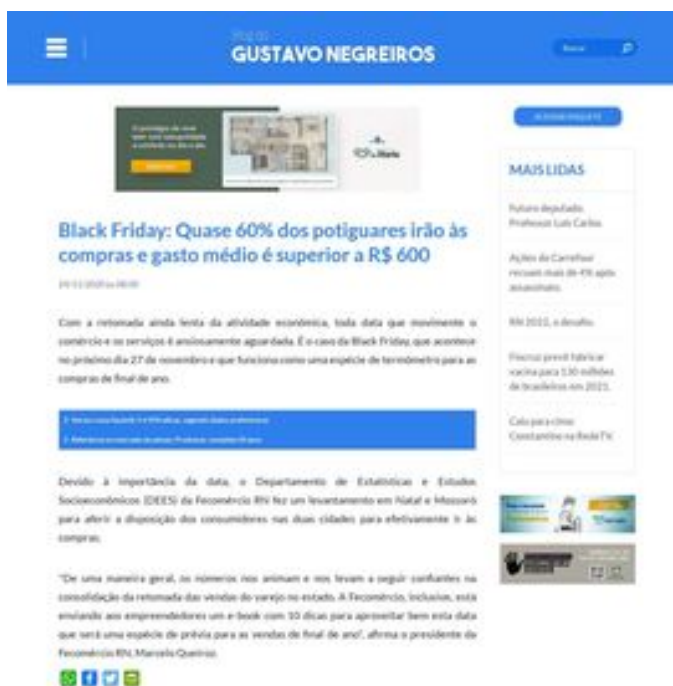 Blog do
GUSTAVO NEGREIROS
Buscar
MAIS LIDAS
Black Friday: Quase 60% dos potiguares irão às
compras e gasto médio é superior a R$ 600
Futuro deputado,
Professor Luis Carlos.
Ações do Carrefour
recuam mais de 4% após
assassinato.
RN 2022, o desafio.
Fiocruz prevê fabricar
vacina para 130 milhões
de brasileiros em 2021.
Com a retomada ainda lenta da atividade econômica, toda data que movimente o
comércio e os serviços é ansiosamente aguardada. É o caso da Black Friday, que acontece
no próximo dia 27 de novembro e que funciona como uma espécie de termômetro para as
compras de final de ano.
Constantino na RedeTV.
Devido à importância da data, o Departamento de Estatísticas e Estudos
Socioeconômicos (DEES) da Fecomércio RN fez um levantamento em Natal e Mossoró
para aferir a disposição dos consumidores nas duas cidades para efetivamente ir às
compras.
"De uma maneira geral, os números nos animam e nos levam a seguir confiantes na
consolidação da retomada das vendas do varejo no estado. A Fecomércio, inclusive, está
enviando aos empreendedores um e-book com 10 dicas para aproveitar bem esta data
que será uma espécie de prévia para as vendas de final de ano", afirma o presidente da
Fecomércio RN, Marcelo Queiroz.